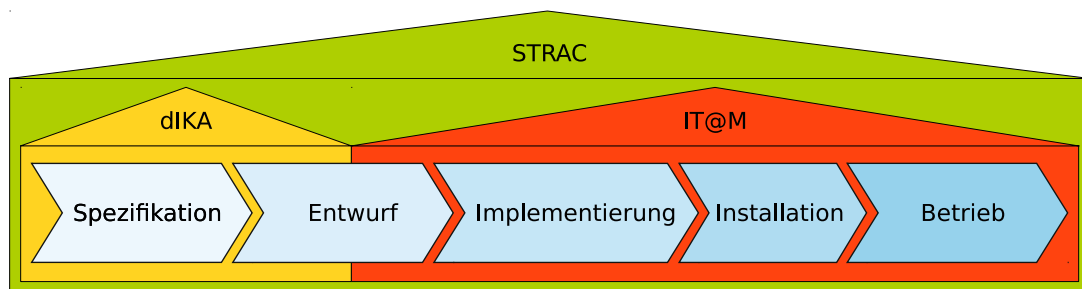 STRAC
dIKA
IT@M
Spezifikation
Entwurf
Implementierung
Installation
Betrieb